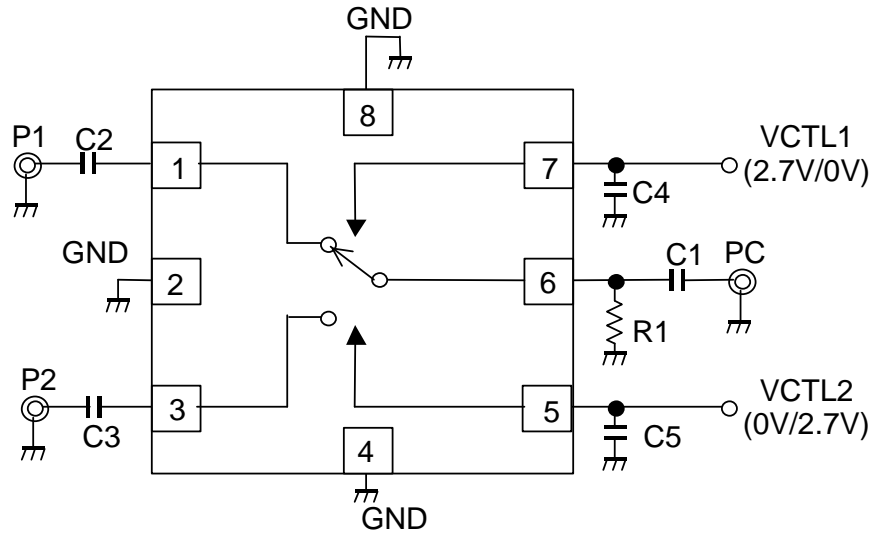 GND
8
P1
C2
1
7
VCTL1
(2.7V/0V)
C4
GND
2
6
C1
PC
R1
P2
C3
3
5
VCTL2
(0V/2.7V)
C5
4
GND